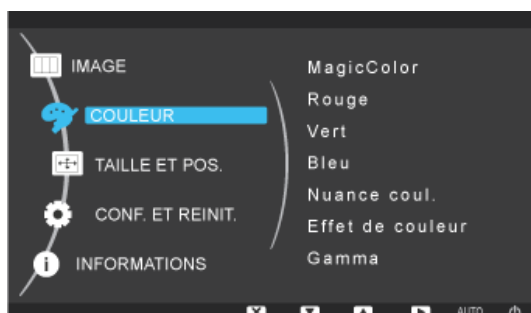 IMAGE
COULEUR
TAILLE ET POS.
CONF. ET REINIT.
INFORMATIONS
MagicColor
Rouge
Vert
Bleu
Nuance coul.
Effet de couleur
Gamma
AUTO